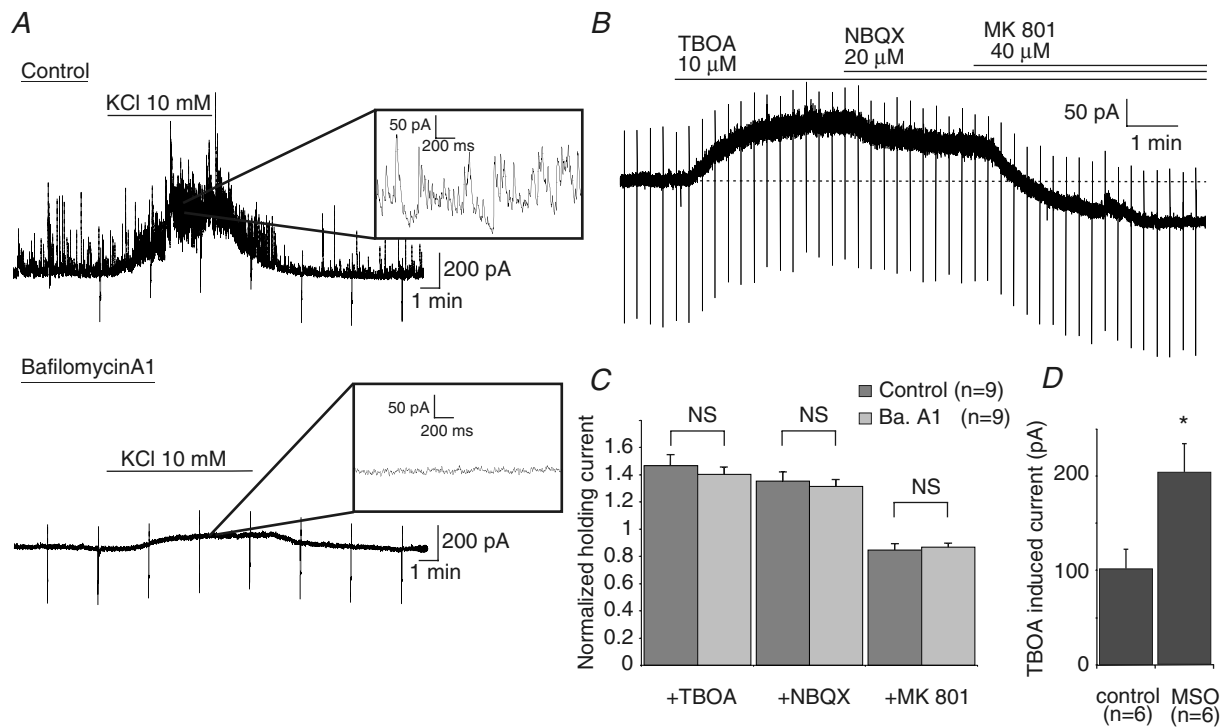 A
Control
KCl 10 mM
50 pA
200 ms
200 pA
1 min
BafilomycinA1
KCl 10 mM
50 pA
200 ms
200 pA
1 min
B
TBOA
10 µM
NBQX
20 µM
MK 801
40 µM
50 pA
1 min
C
Control (n=9)
Ba. A1 (n=9)
NS
NS
NS
Normalized holding current
1.6
1.4
1.2
1
0.8
0.6
0.4
0.2
0
+TBOA
+NBQX
+MK 801
D
*
TBOA induced current (pA)
200
100
0
control
(n=6)
MSO
(n=6)